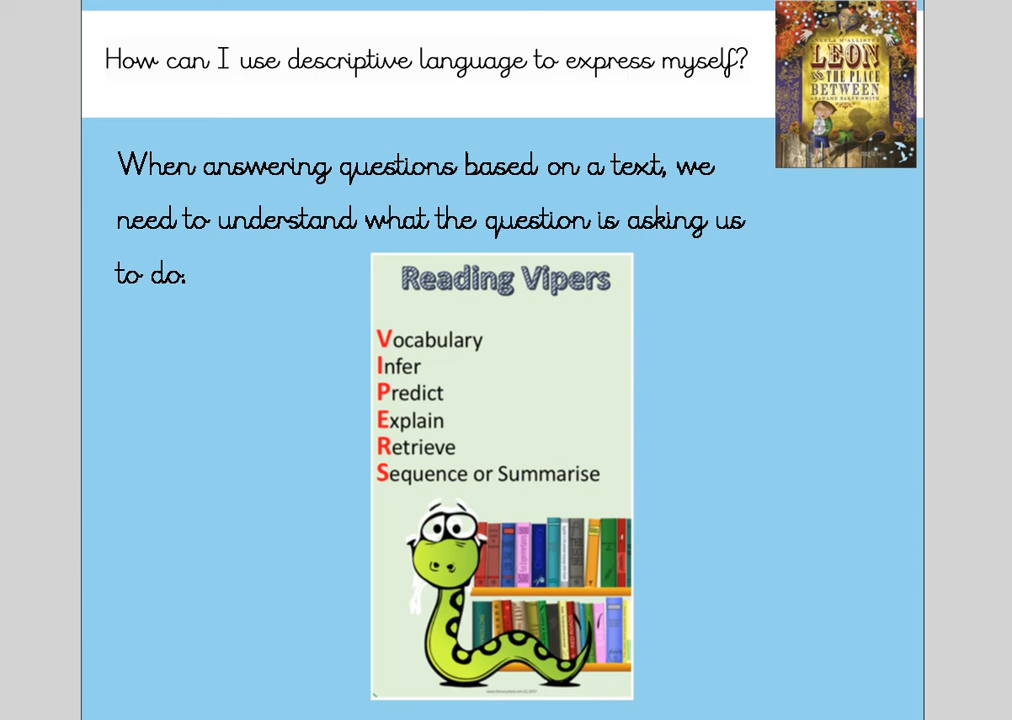 How can I use descriptive language to express myself?
LEON
AND THE PLACE
BETWEEN
When answering questions based on a text, we
need to understand what the question is asking us
to do.
Reading Vipers
Vocabulary
Infer
Predict
Explain
Retrieve
Sequence or Summarise